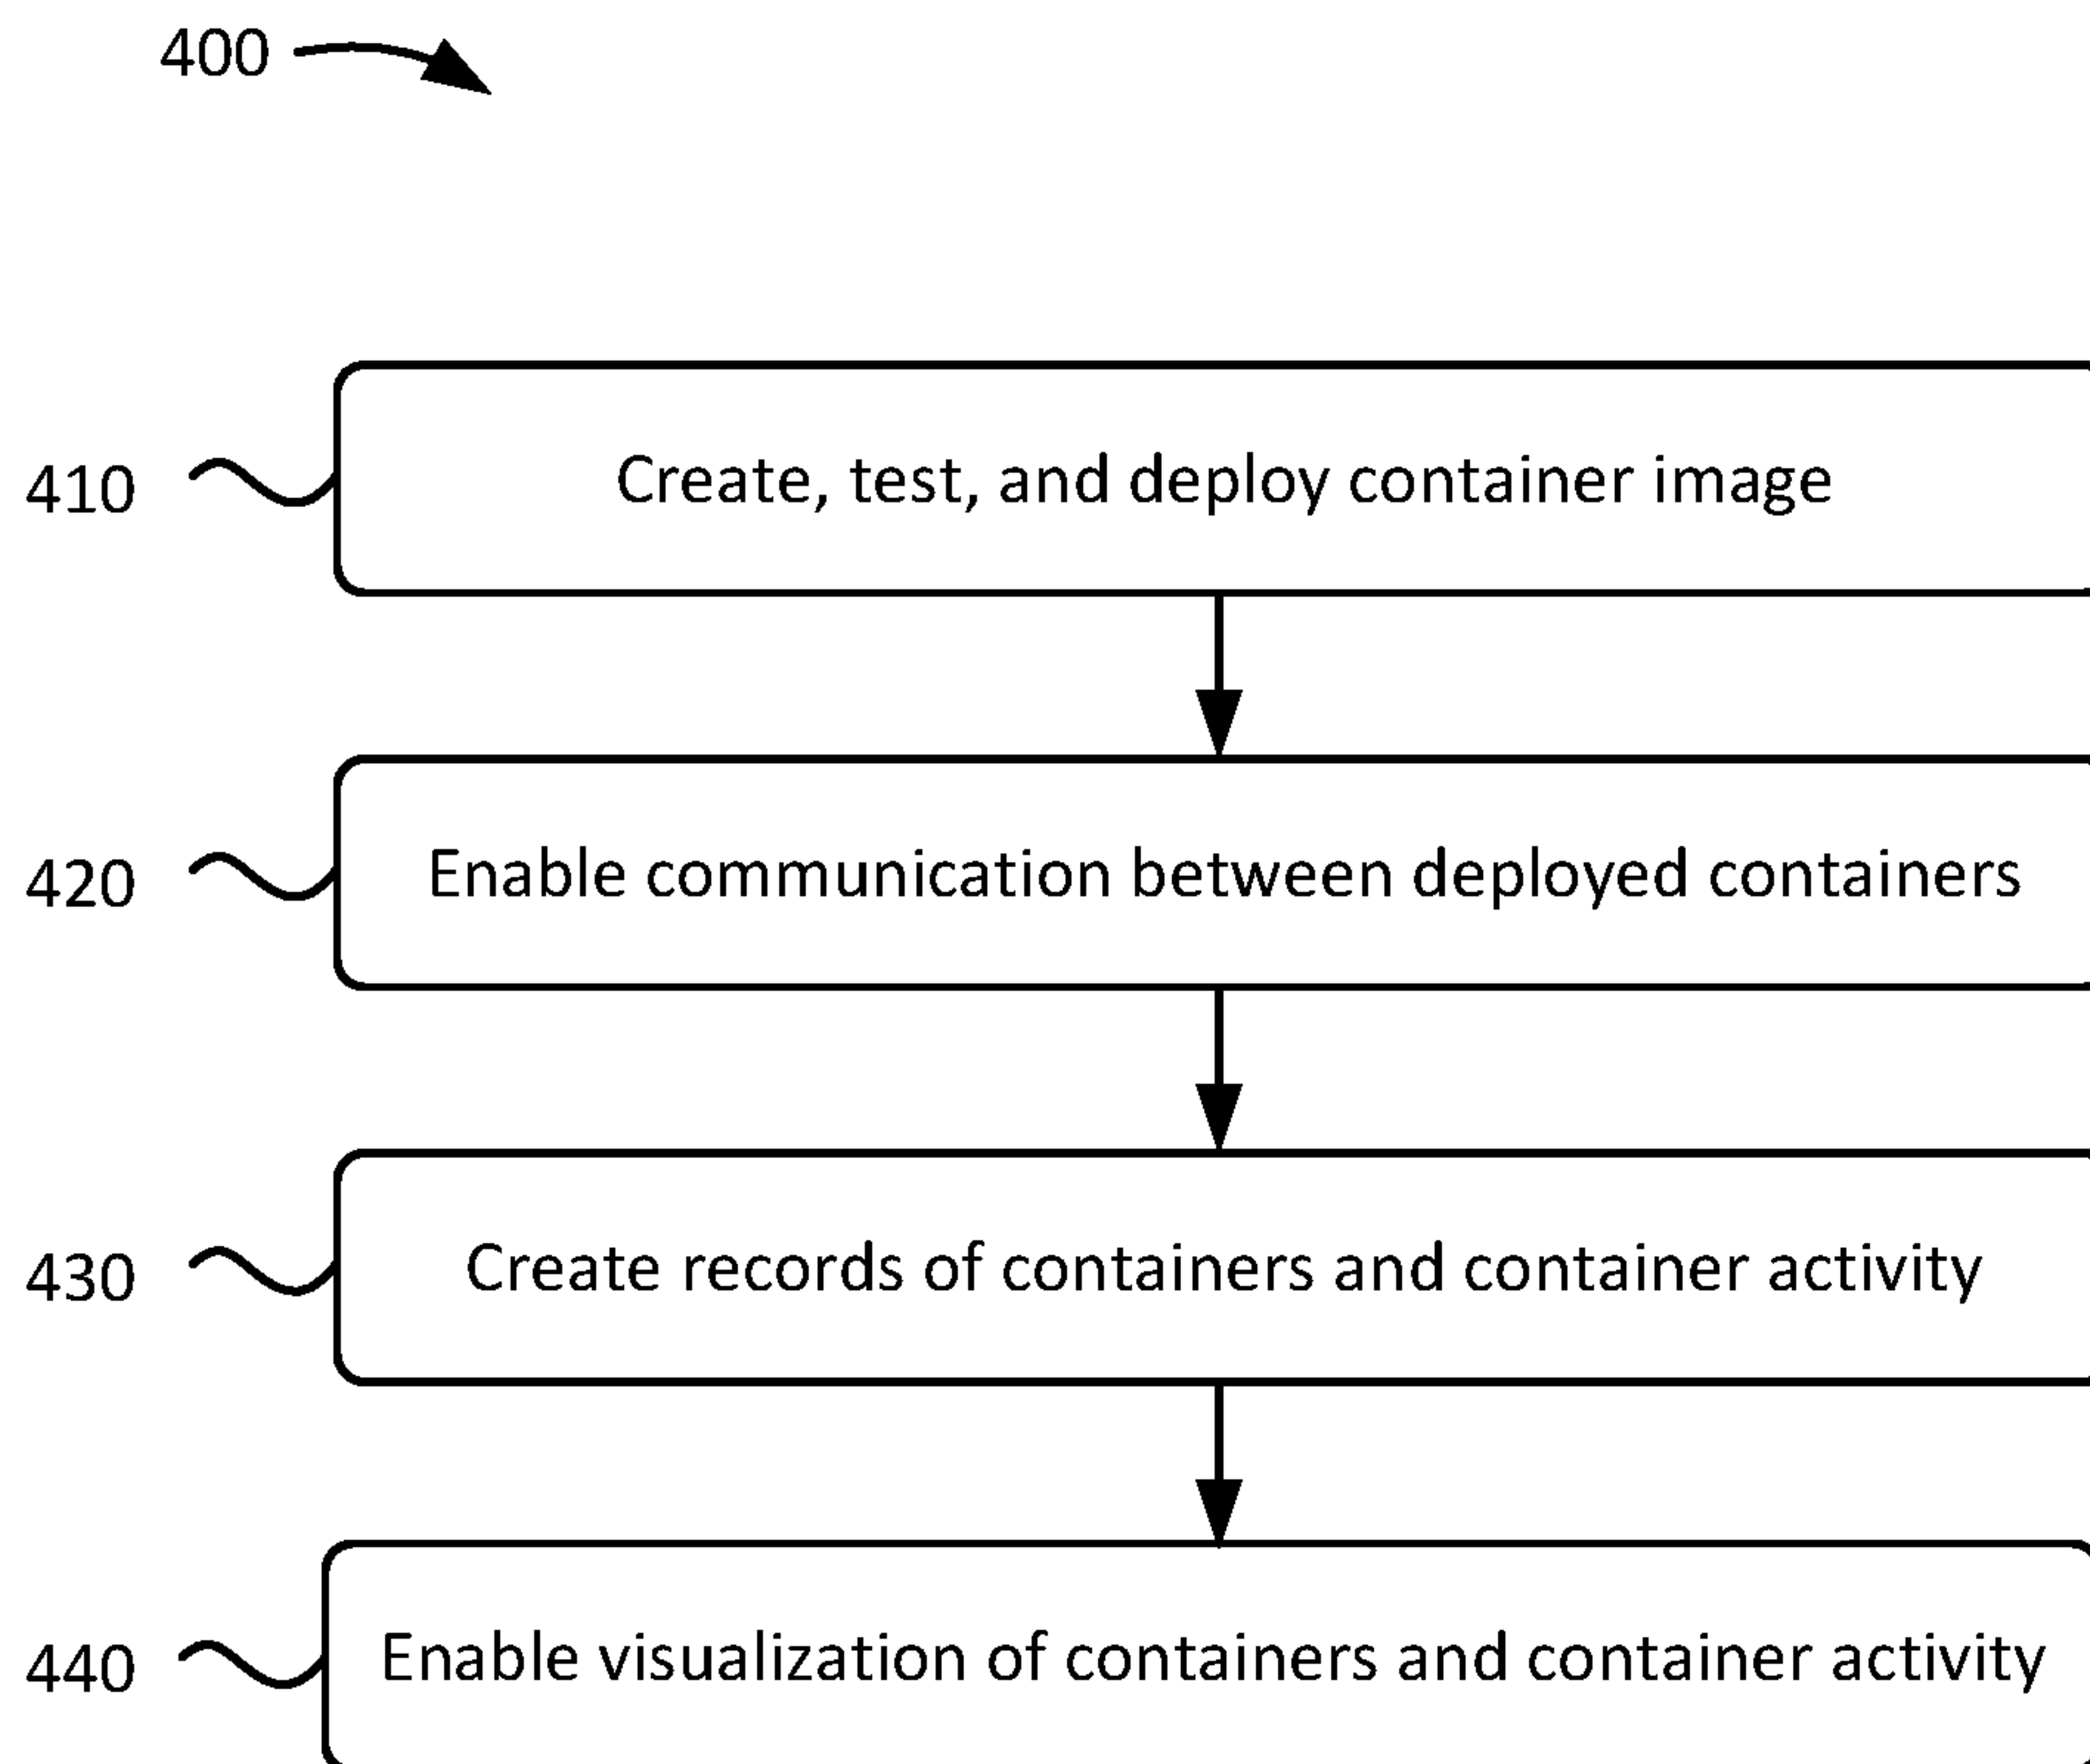 400
410
Create, test, and deploy container image
420
Enable communication between deployed containers
430
Create records of containers and container activity
440
Enable visualization of containers and container activity